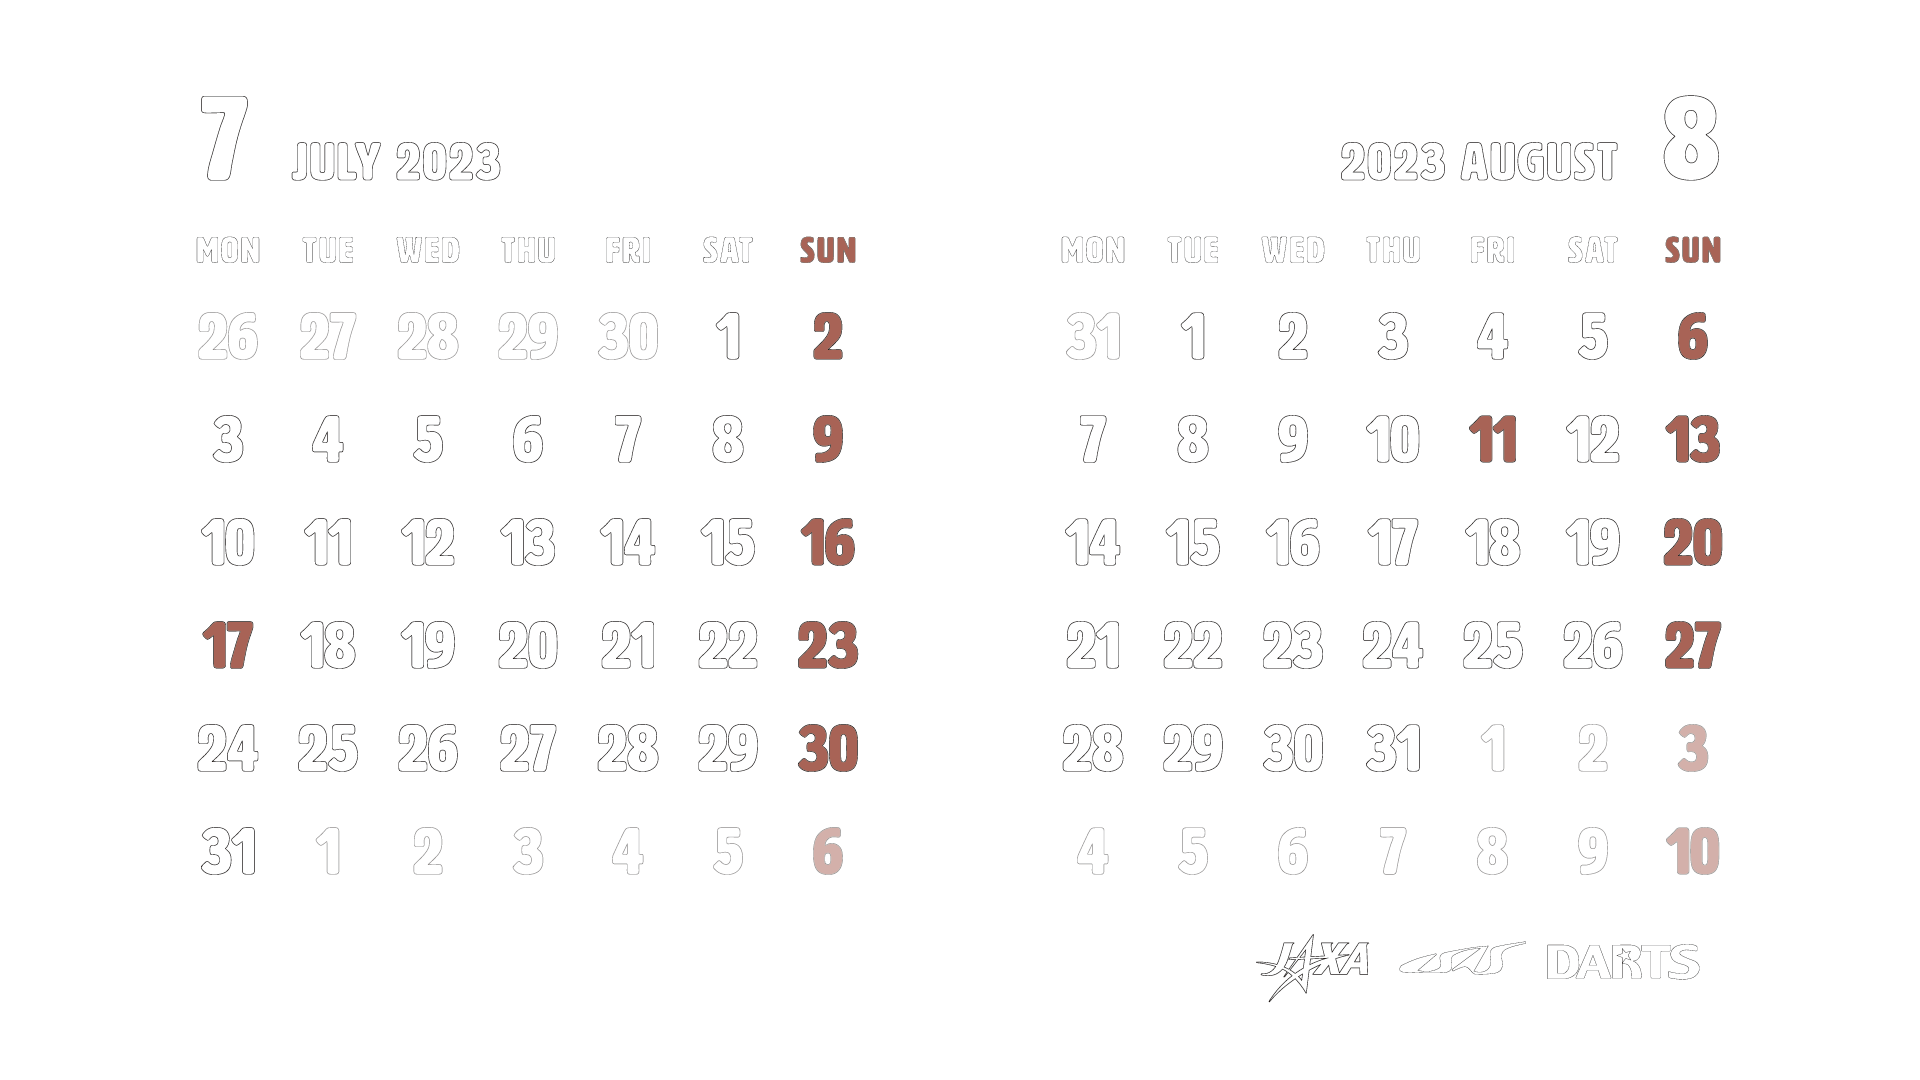 7 JULY 2023
MON TUE WED THU FRI SAT SUN
26 27 28 29 30 1 2
3 4 5 6 7 8 9
10 11 12 13 14 15 16
17 18 19 20 21 22 23
24 25 26 27 28 29 30
31 1 2 3 4 5 6
2023 AUGUST 8
MON TUE WED THU FRI SAT SUN
31 1 2 3 4 5 6
7 8 9 10 11 12 13
14 15 16 17 18 19 20
21 22 23 24 25 26 27
28 29 30 31 1 2 3
4 5 6 7 8 9 10
JAXA ISAS DARTS